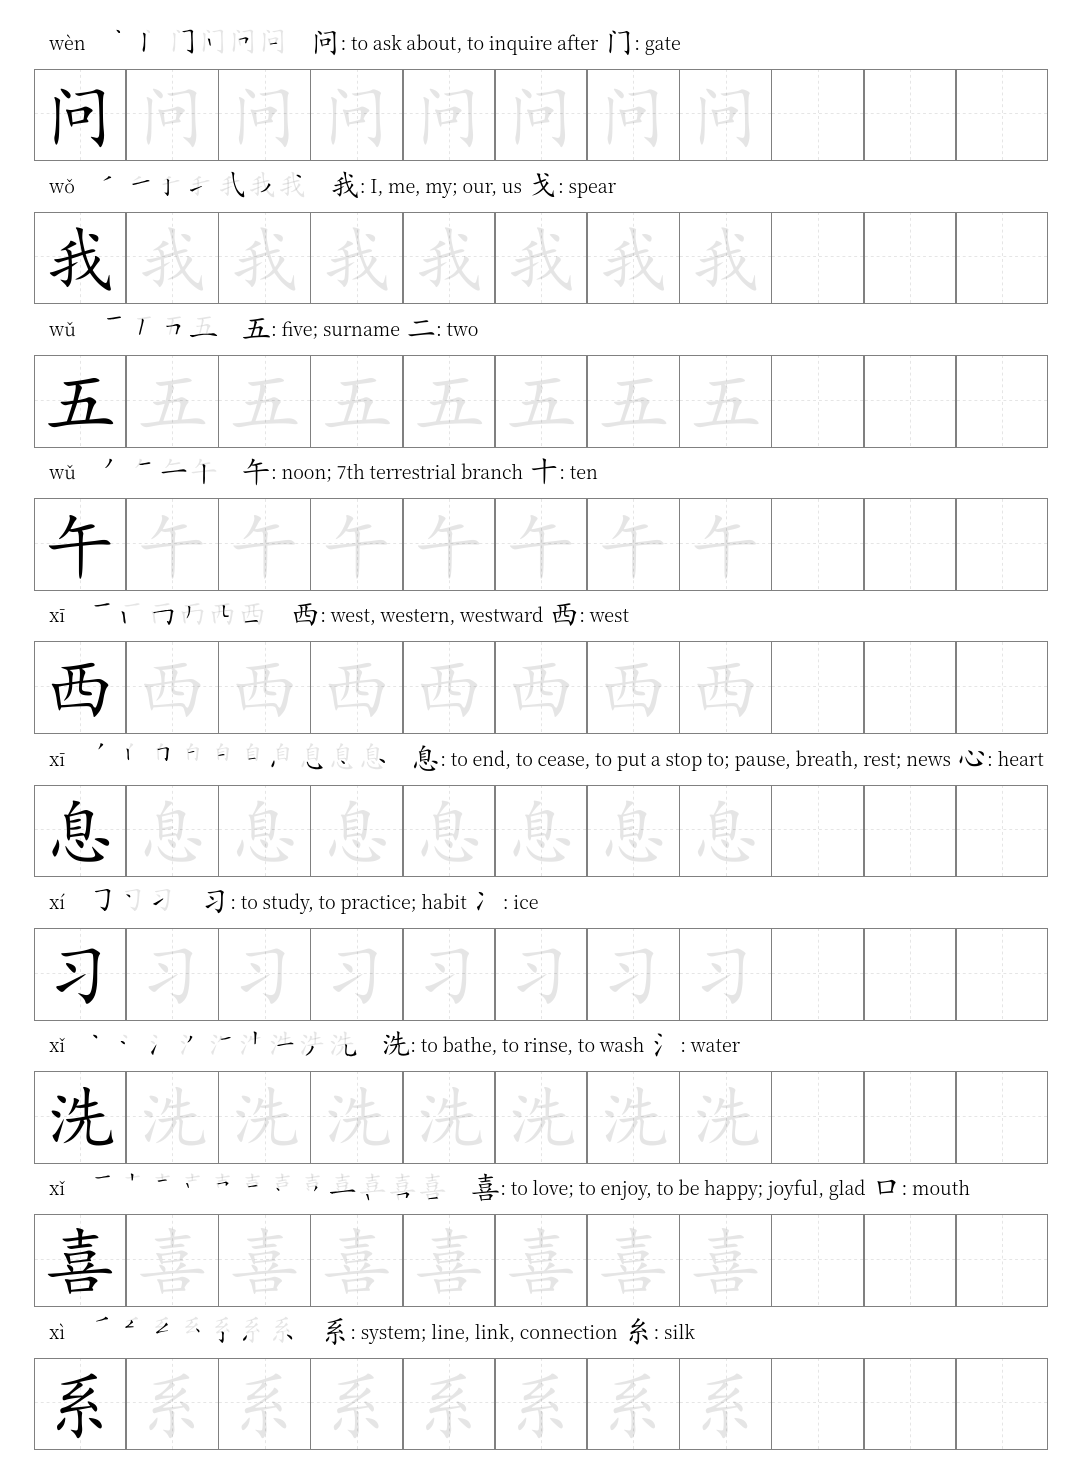 wèn 问: to ask about, to inquire after 门: gate
问 问 问 问 问 问 问 问
wǒ 我: I, me, my; our, us 戈: spear
我 我 我 我 我 我 我 我
wǔ 五: five; surname 二: two
五 五 五 五 五 五 五 五
wǔ 午: noon; 7th terrestrial branch 十: ten
午 午 午 午 午 午 午 午
xī 西: west, western, westward 西: west
西 西 西 西 西 西 西 西
xī 息: to end, to cease, to put a stop to; pause, breath, rest; news 心: heart
息 息 息 息 息 息 息 息
xí 习: to study, to practice; habit 冫: ice
习 习 习 习 习 习 习 习
xǐ 洗: to bathe, to rinse, to wash 氵: water
洗 洗 洗 洗 洗 洗 洗 洗
xǐ 喜: to love; to enjoy, to be happy; joyful, glad 口: mouth
喜 喜 喜 喜 喜 喜 喜 喜
xì 系: system; line, link, connection 糸: silk
系 系 系 系 系 系 系 系